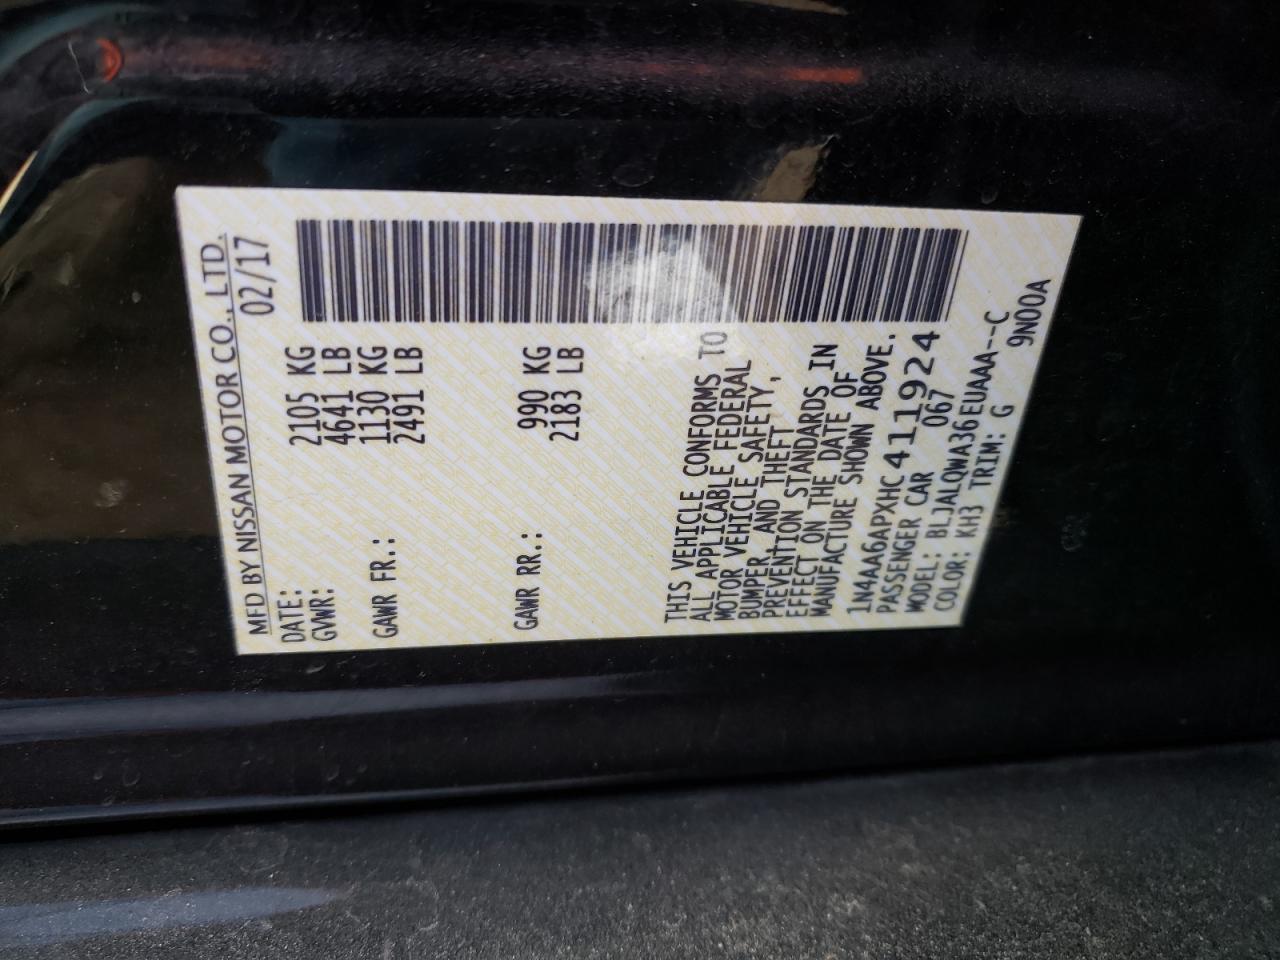 MFD BY NISSAN MOTOR CO., LTD.
DATE: 02/17
GVWR: 2105 KG
4641 LB
GAWR FR.: 1130 KG
2491 LB
GAWR RR.: 990 KG
2183 LB
THIS VEHICLE CONFORMS TO
ALL APPLICABLE FEDERAL
MOTOR VEHICLE SAFETY,
BUMPER, AND THEFT
PREVENTION STANDARDS IN
EFFECT ON THE DATE OF
MANUFACTURE SHOWN ABOVE.
1N4AA6APXHC411924
PASSENGER CAR 067
MODEL: BLJALQWA36EUAAA--C
COLOR: KH3 TRIM: G 9N00A